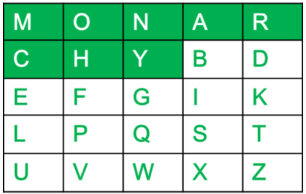 M O N A R
C H Y B D
E F G I K
L P Q S T
U V W X Z